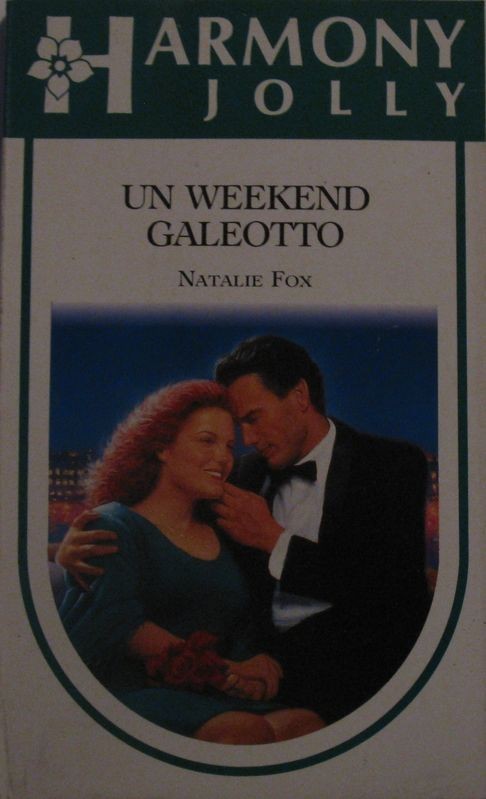 HARMONY
JOLLY
UN WEEKEND
GALEOTTO
NATALIE FOX